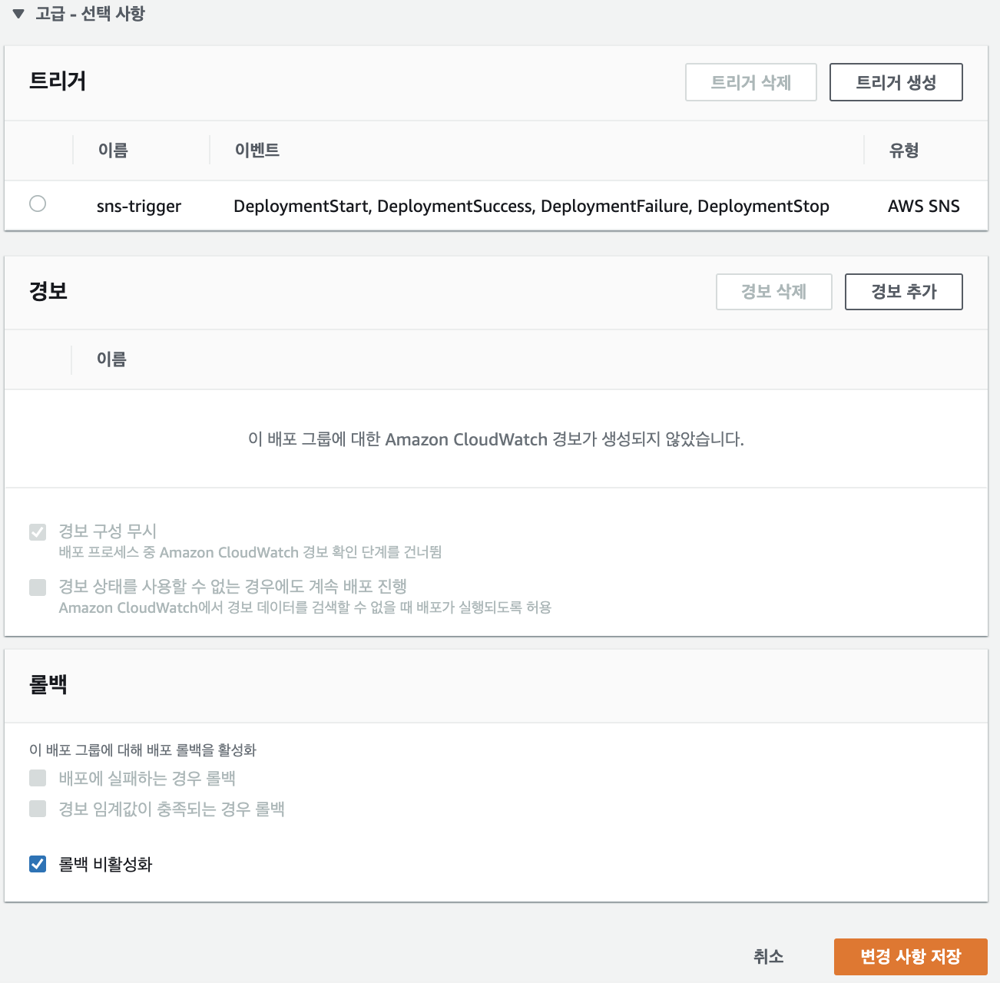 고급 - 선택 사항
트리거
트리거 삭제
트리거 생성
이름
이벤트
유형
sns-trigger
DeploymentStart, DeploymentSuccess, DeploymentFailure, DeploymentStop
AWS SNS
경보
경보 삭제
경보 추가
이름
이 배포 그룹에 대한 Amazon CloudWatch 경보가 생성되지 않았습니다.
경보 구성 무시
배포 프로세스 중 Amazon CloudWatch 경보 확인 단계를 건너뜀
경보 상태를 사용할 수 없는 경우에도 계속 배포 진행
Amazon CloudWatch에서 경보 데이터를 검색할 수 없을 때 배포가 실행되도록 허용
롤백
이 배포 그룹에 대해 배포 롤백을 활성화
배포에 실패하는 경우 롤백
경보 임계값이 충족되는 경우 롤백
롤백 비활성화
취소
변경 사항 저장